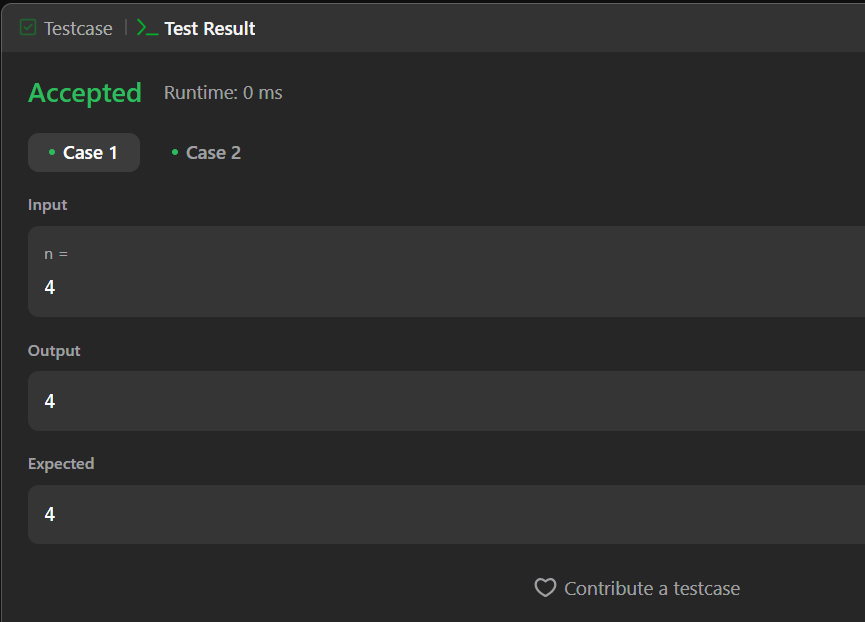 Testcase | Test Result
Accepted Runtime: 0 ms
• Case 1 • Case 2
Input
n =
4
Output
4
Expected
4
Contribute a testcase